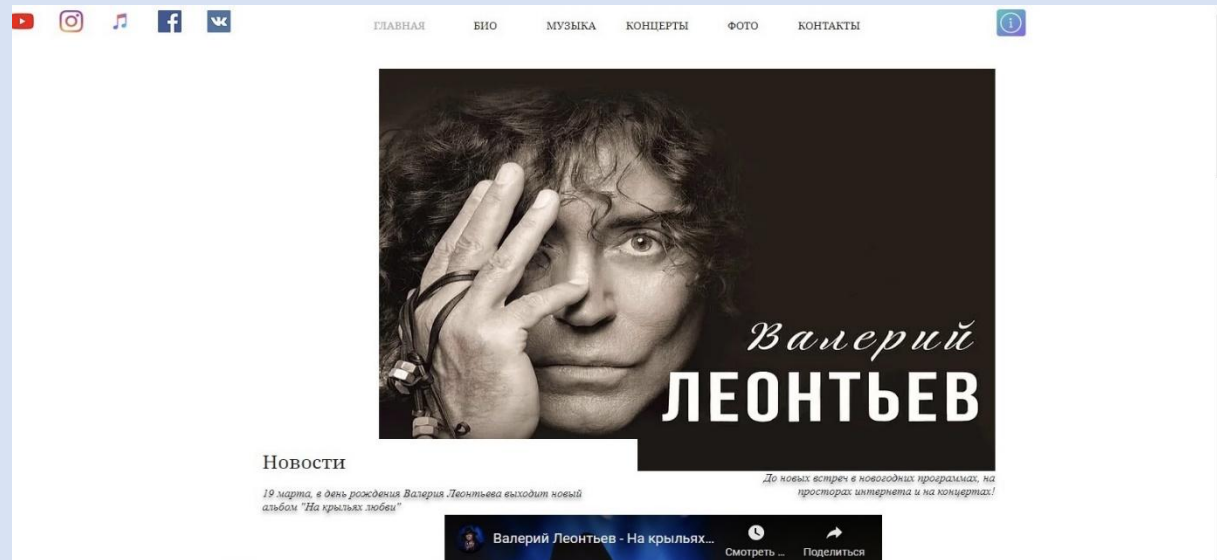 ГЛАВНАЯ БИО МУЗЫКА КОНЦЕРТЫ ФОТО КОНТАКТЫ
Валерий
ЛЕОНТЬЕВ
Новости
19 марта, в день рождения Валерия Леонтьева выходит новый
альбом "На крыльях любви"
До новых встреч в новогодних программах, на
просторах интернета и на концертах!
Валерий Леонтьев - На крыльях...
Смотреть ...
Поделиться